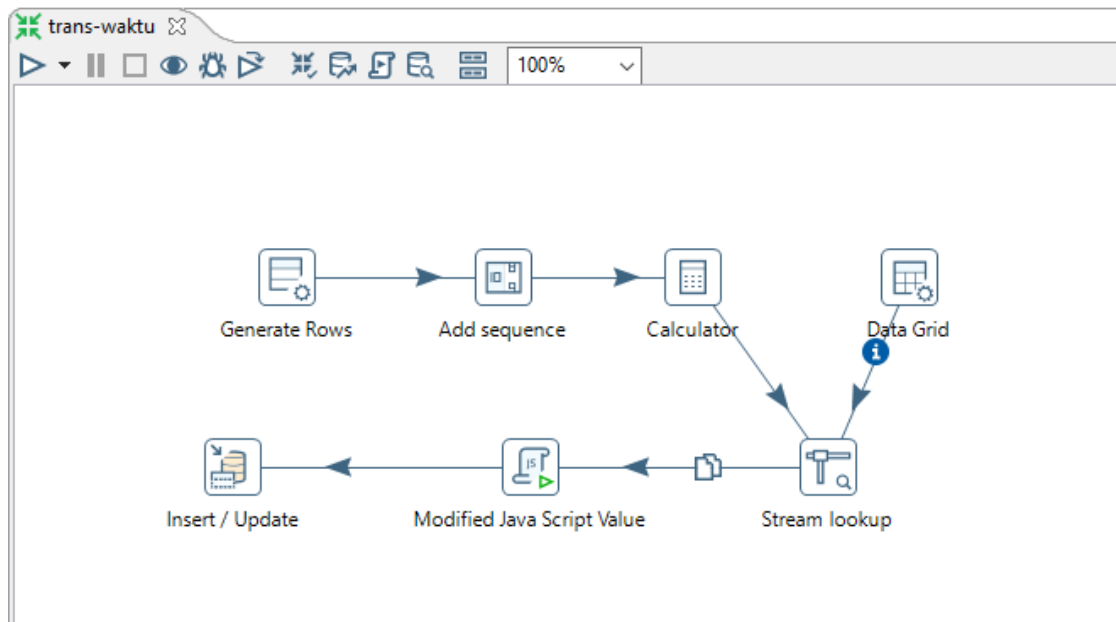 trans-waktu
100%
Generate Rows
Add sequence
Calculator
Data Grid
Insert / Update
Modified Java Script Value
Stream lookup